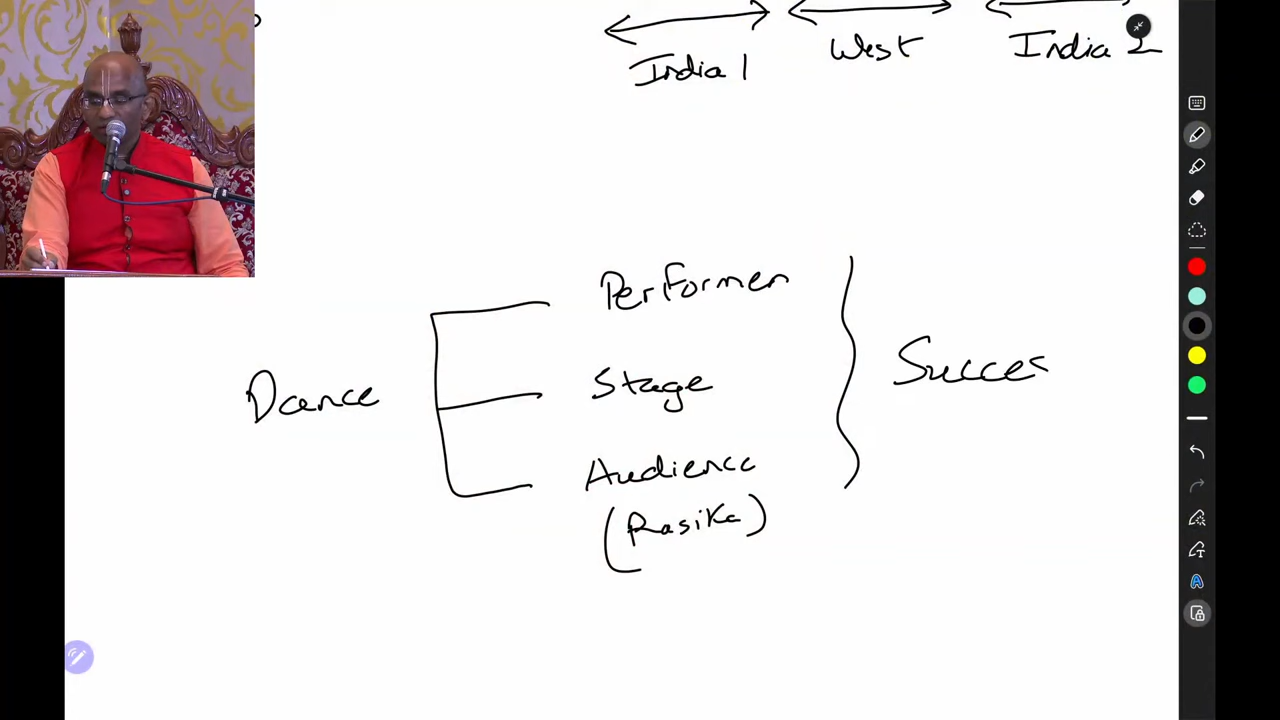 India 1
West
India 2
Performer
Dance
Stage
Succes
Audience
(Rasika)